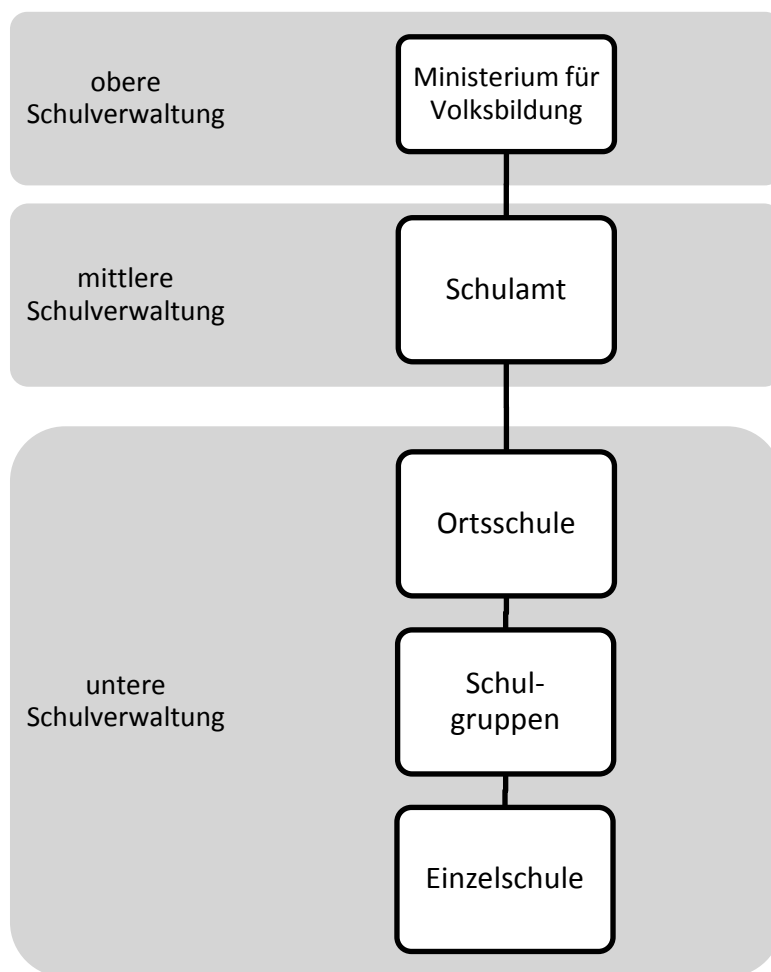 obere
Schulverwaltung
Ministerium für
Volksbildung
mittlere
Schulverwaltung
Schulamt
Ortsschule
untere
Schulverwaltung
Schul-
gruppen
Einzelschule